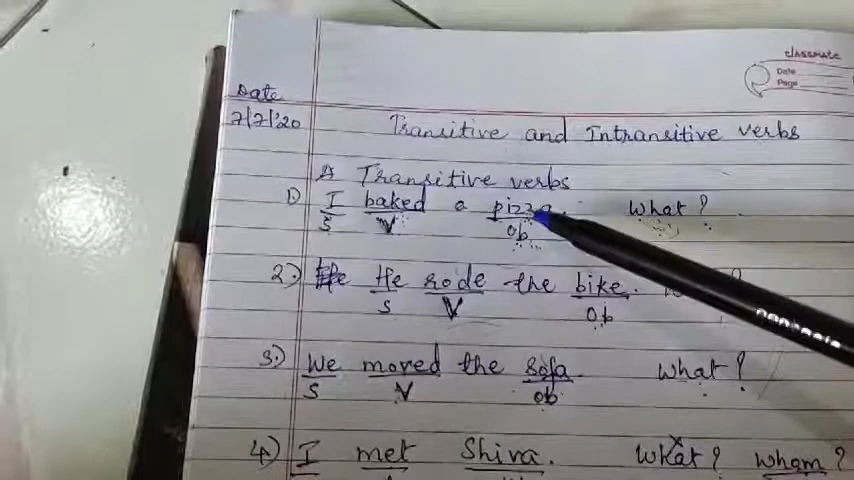 classmate
Date
Page
Date
7/7/'20
Transitive and Intransitive verbs
A Transitive verbs
1) I baked a pizza. What?
S V Ob
2.) He rode the bike. ?
S V Ob
3.) We moved the sofa. What?
S V Ob
4) I met Shiva. What? whom?